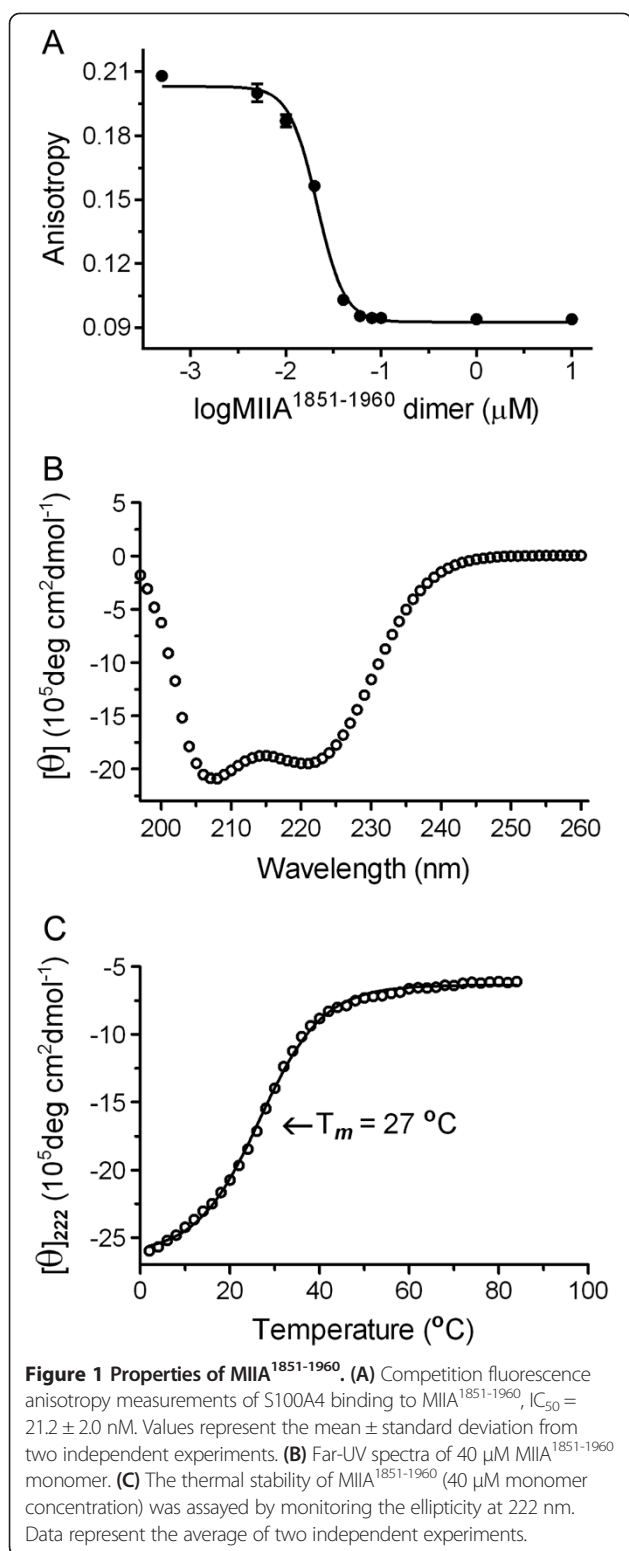 A
0.21
0.18
0.15
0.12
0.09
Anisotropy
-3 -2 -1 0 1
logMIIA¹⁸⁵¹⁻¹⁹⁶⁰ dimer (μM)
B
5
0
-5
-10
-15
-20
[θ] (10⁵deg cm²dmol⁻¹)
200 210 220 230 240 250 260
Wavelength (nm)
C
-5
-10
-15
-20
-25
[θ]₂₂₂ (10⁵deg cm²dmol⁻¹)
←Tₘ = 27 °C
0 20 40 60 80 100
Temperature (°C)
Figure 1 Properties of MIIA¹⁸⁵¹⁻¹⁹⁶⁰. (A) Competition fluorescence
anisotropy measurements of S100A4 binding to MIIA¹⁸⁵¹⁻¹⁹⁶⁰, IC₅₀ =
21.2 ± 2.0 nM. Values represent the mean ± standard deviation from
two independent experiments. (B) Far-UV spectra of 40 μM MIIA¹⁸⁵¹⁻¹⁹⁶⁰
monomer. (C) The thermal stability of MIIA¹⁸⁵¹⁻¹⁹⁶⁰ (40 μM monomer
concentration) was assayed by monitoring the ellipticity at 222 nm.
Data represent the average of two independent experiments.